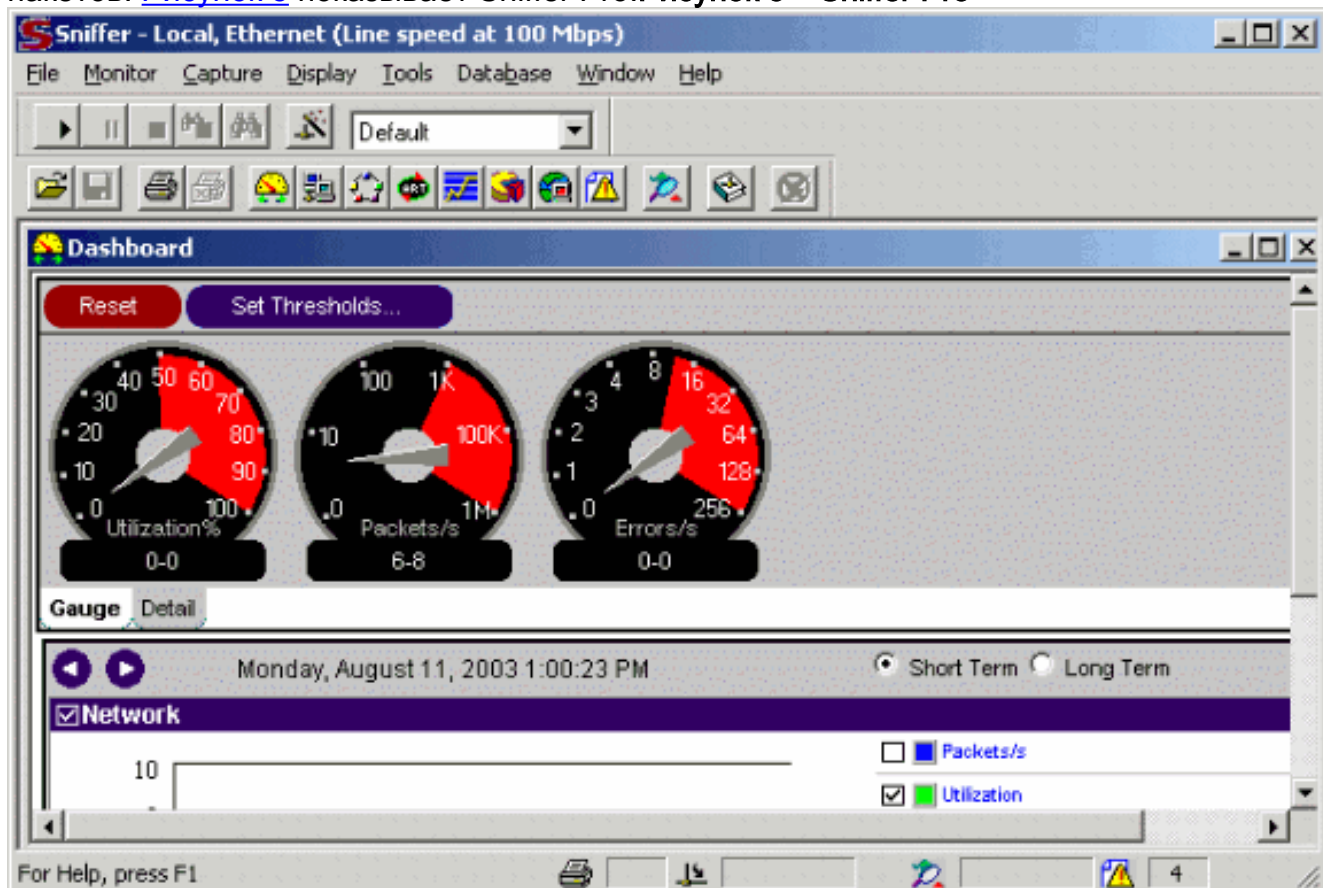 Sniffer - Local, Ethernet (Line speed at 100 Mbps)
File Monitor Capture Display Tools Database Window Help
Default
Dashboard
Reset Set Thresholds...
0 10 20 30 40 50 60 70 80 90 100
Utilization%
0-0
0 10 100 1K 100K 1M
Packets/s
6-8
0 1 2 3 4 8 16 32 64 128 256
Errors/s
0-0
Gauge Detail
Monday, August 11, 2003 1:00:23 PM Short Term Long Term
Network
10
Packets/s
Utilization
For Help, press F1
4